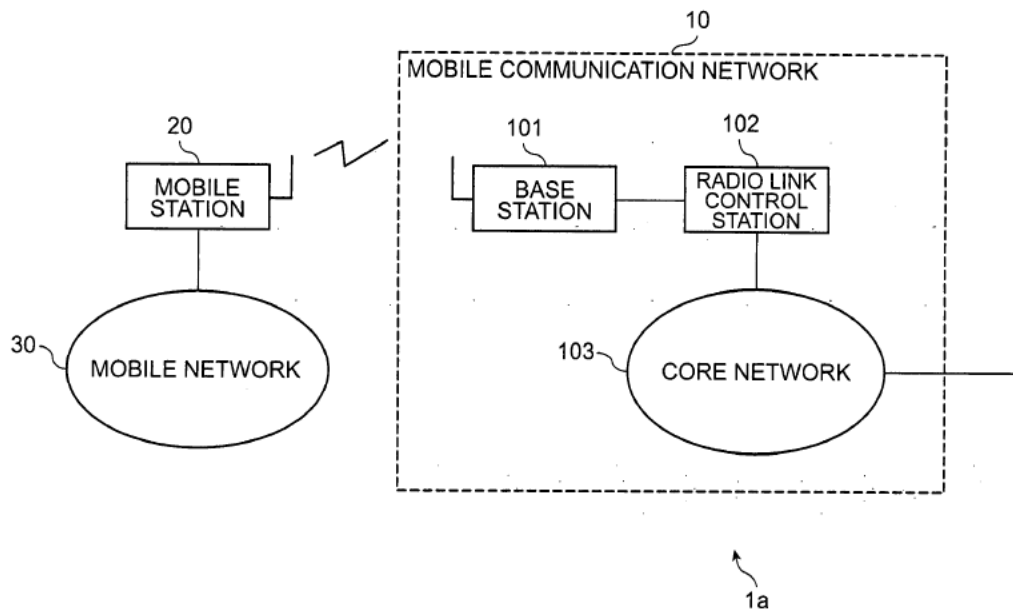 10
MOBILE COMMUNICATION NETWORK
20
101
102
MOBILE
STATION
BASE
STATION
RADIO LINK
CONTROL
STATION
30
MOBILE NETWORK
103
CORE NETWORK
1a